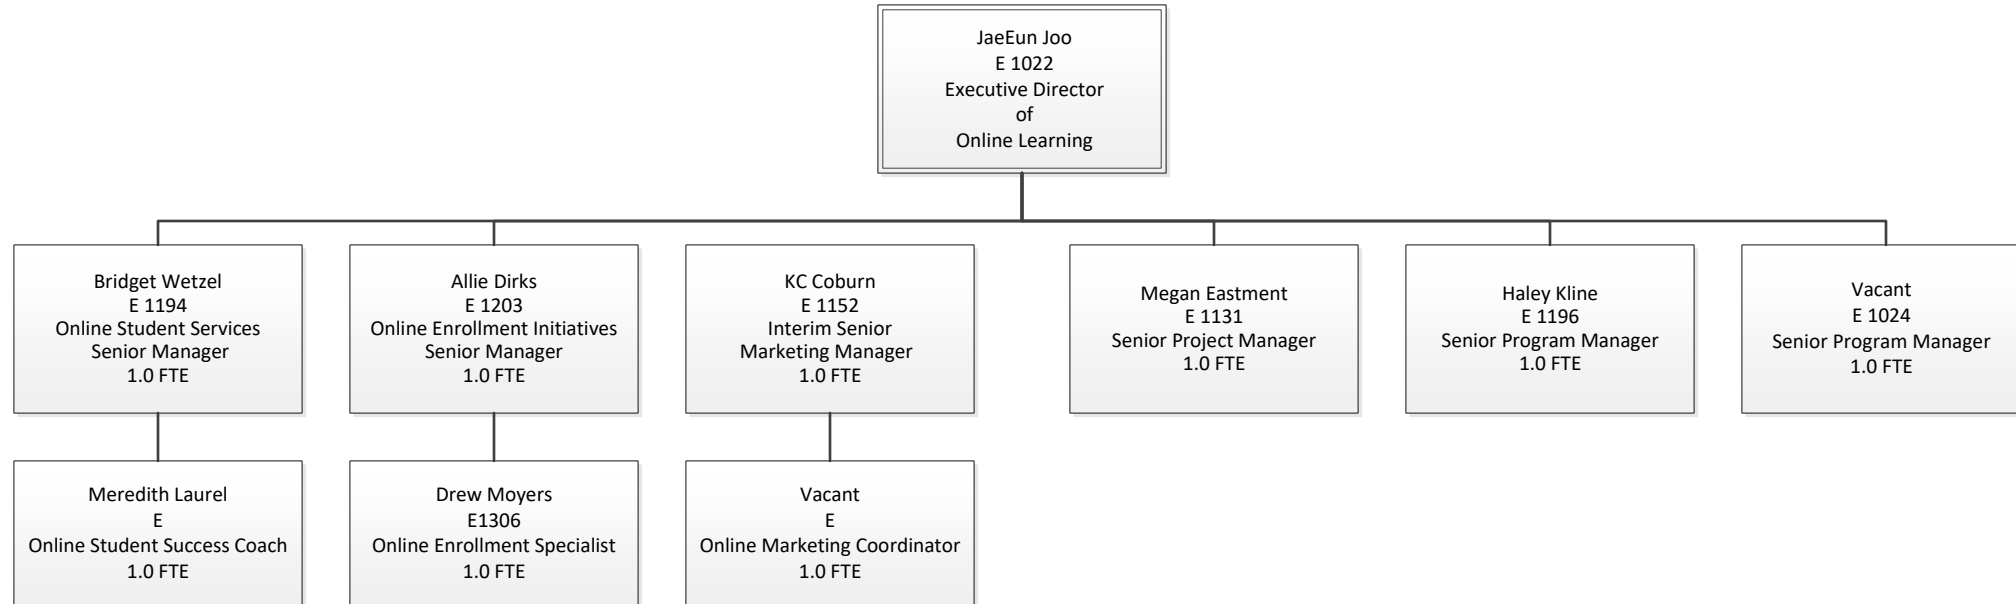 JaeEun Joo
E 1022
Executive Director
of
Online Learning
Bridget Wetzel
E 1194
Online Student Services
Senior Manager
1.0 FTE
Allie Dirks
E 1203
Online Enrollment Initiatives
Senior Manager
1.0 FTE
KC Coburn
E 1152
Interim Senior
Marketing Manager
1.0 FTE
Megan Eastment
E 1131
Senior Project Manager
1.0 FTE
Haley Kline
E 1196
Senior Program Manager
1.0 FTE
Vacant
E 1024
Senior Program Manager
1.0 FTE
Meredith Laurel
E
Online Student Success Coach
1.0 FTE
Drew Moyers
E1306
Online Enrollment Specialist
1.0 FTE
Vacant
E
Online Marketing Coordinator
1.0 FTE